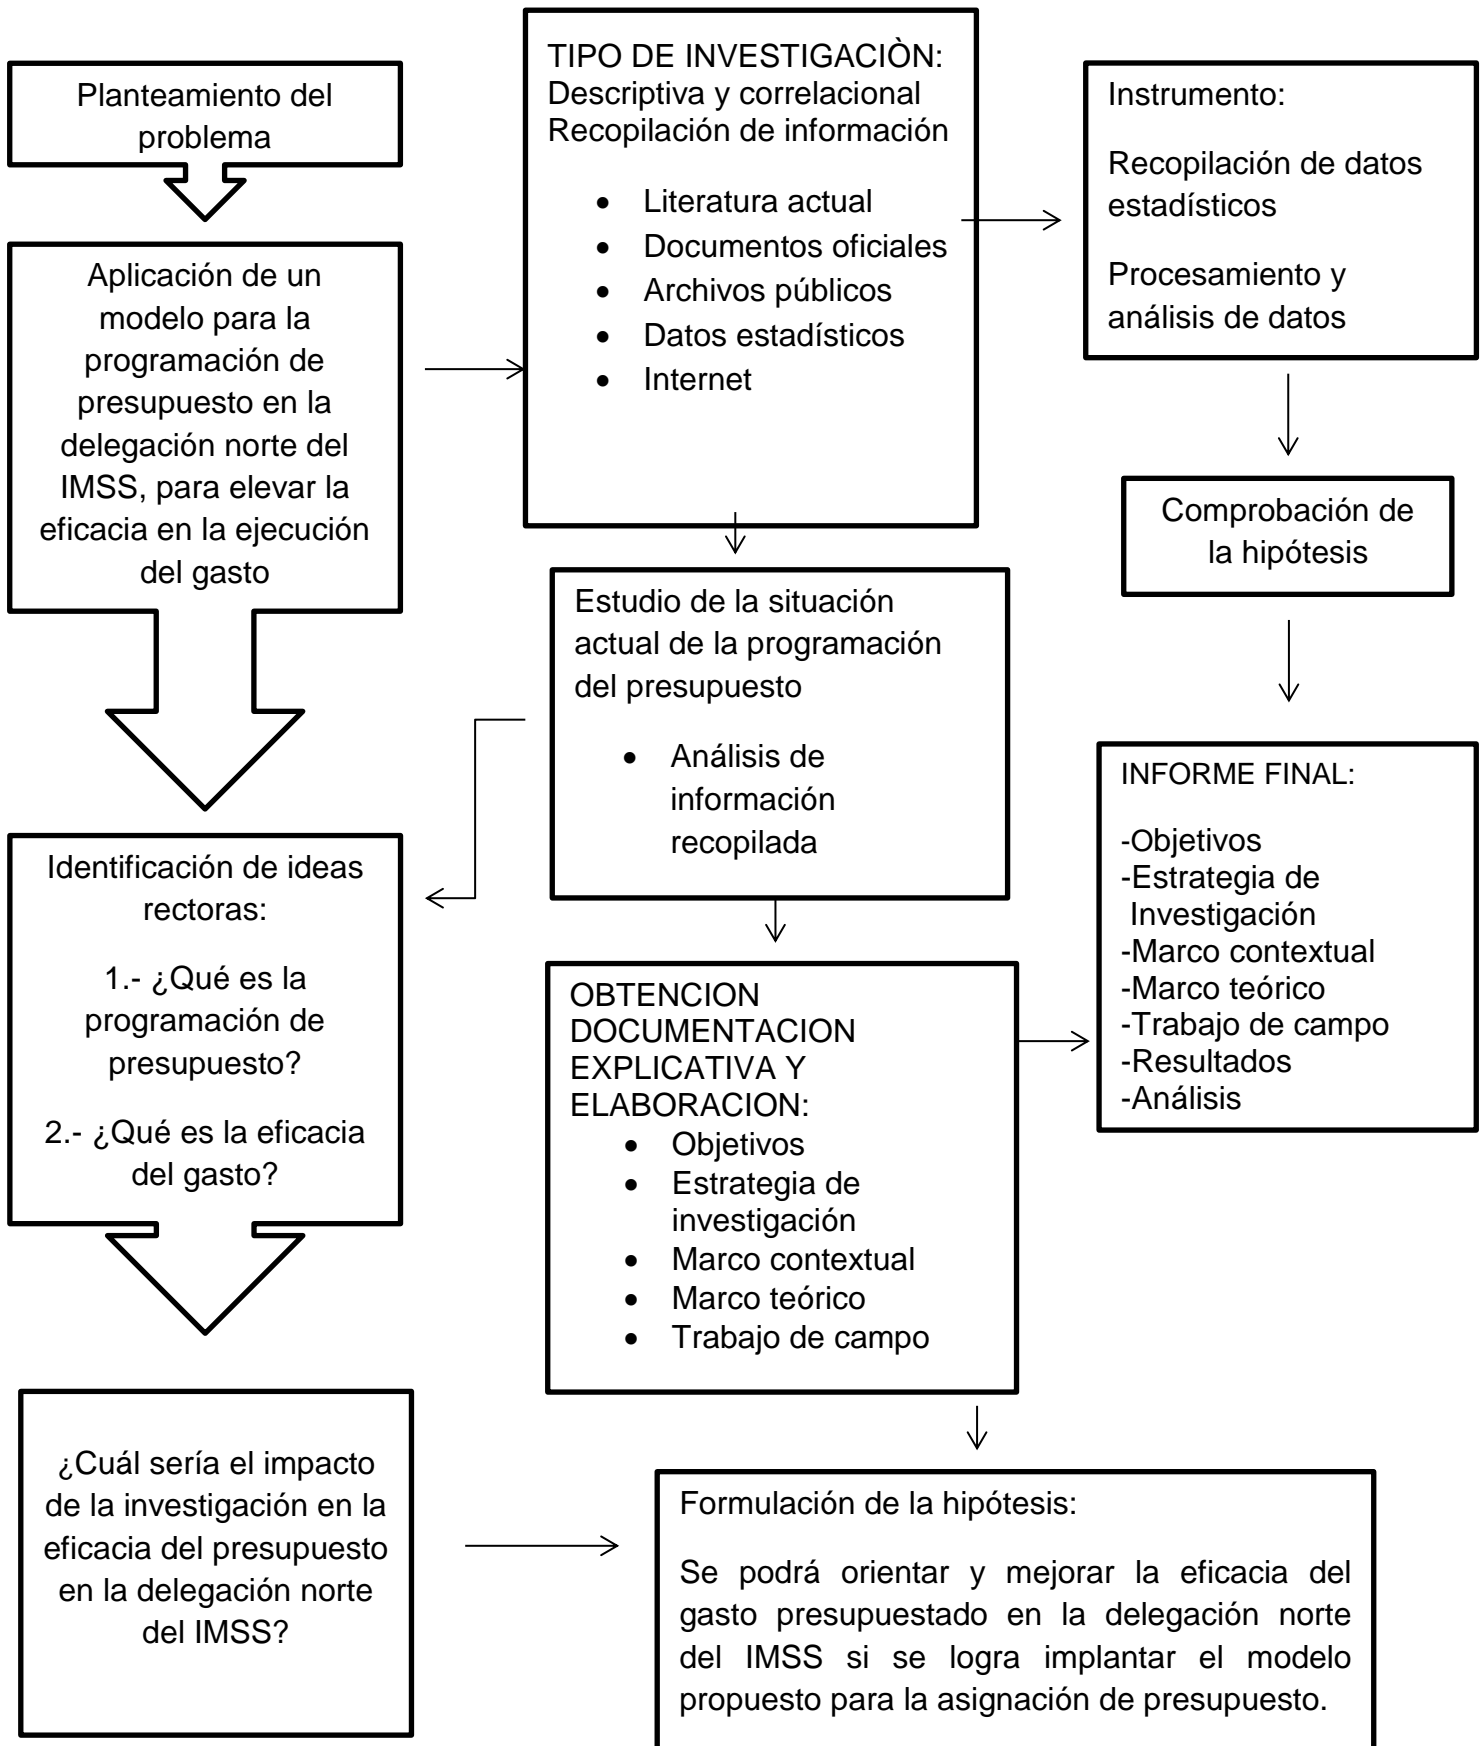 Planteamiento del
problema
Aplicación de un
modelo para la
programación de
presupuesto en la
delegación norte del
IMSS, para elevar la
eficacia en la ejecución
del gasto
Identificación de ideas
rectoras:
1.- ¿Qué es la
programación de
presupuesto?
2.- ¿Qué es la eficacia
del gasto?
¿Cuál sería el impacto
de la investigación en la
eficacia del presupuesto
en la delegación norte
del IMSS?
TIPO DE INVESTIGACIÒN:
Descriptiva y correlacional
Recopilación de información
• Literatura actual
• Documentos oficiales
• Archivos públicos
• Datos estadísticos
• Internet
Estudio de la situación
actual de la programación
del presupuesto
• Análisis de
información
recopilada
OBTENCION
DOCUMENTACION
EXPLICATIVA Y
ELABORACION:
• Objetivos
• Estrategia de
investigación
• Marco contextual
• Marco teórico
• Trabajo de campo
Formulación de la hipótesis:
Se podrá orientar y mejorar la eficacia del
gasto presupuestado en la delegación norte
del IMSS si se logra implantar el modelo
propuesto para la asignación de presupuesto.
Instrumento:
Recopilación de datos
estadísticos
Procesamiento y
análisis de datos
Comprobación de
la hipótesis
INFORME FINAL:
-Objetivos
-Estrategia de
Investigación
-Marco contextual
-Marco teórico
-Trabajo de campo
-Resultados
-Análisis